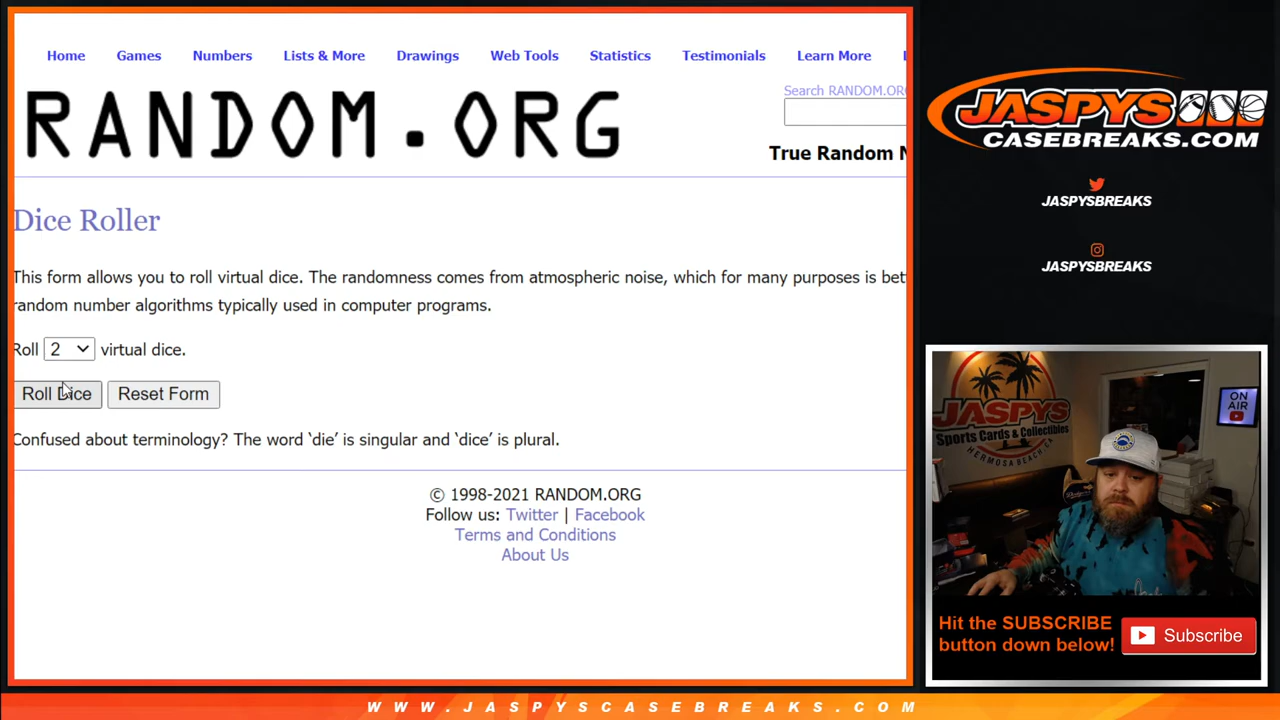 Home Games Numbers Lists & More Drawings Web Tools Statistics Testimonials Learn More
RANDOM.ORG
Search RANDOM.ORG
True Random N
Dice Roller
This form allows you to roll virtual dice. The randomness comes from atmospheric noise, which for many purposes is bet
random number algorithms typically used in computer programs.
Roll 2 virtual dice.
Roll Dice Reset Form
Confused about terminology? The word ‘die’ is singular and ‘dice’ is plural.
© 1998-2021 RANDOM.ORG
Follow us: Twitter | Facebook
Terms and Conditions
About Us
JASPYS
CASEBREAKS.COM
JASPYSBREAKS
JASPYSBREAKS
JASPYS
Sports Cards & Collectibles
HERMOSA BEACH, CA
ON
AIR
Hit the SUBSCRIBE
button down below!
Subscribe
WWW.JASPYSCASEBREAKS.COM